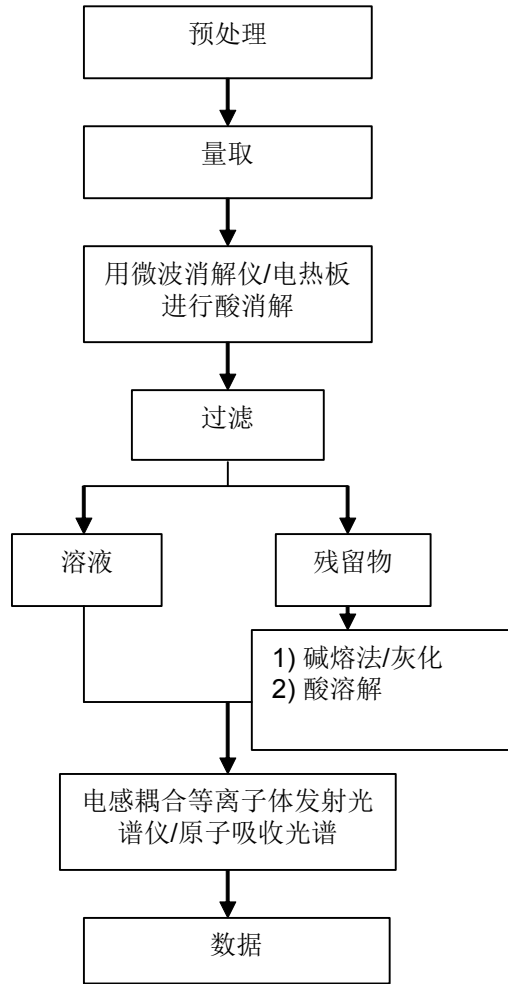 预处理
量取
用微波消解仪/电热板
进行酸消解
过滤
溶液
残留物
1) 碱熔法/灰化
2) 酸溶解
电感耦合等离子体发射光
谱仪/原子吸收光谱
数据